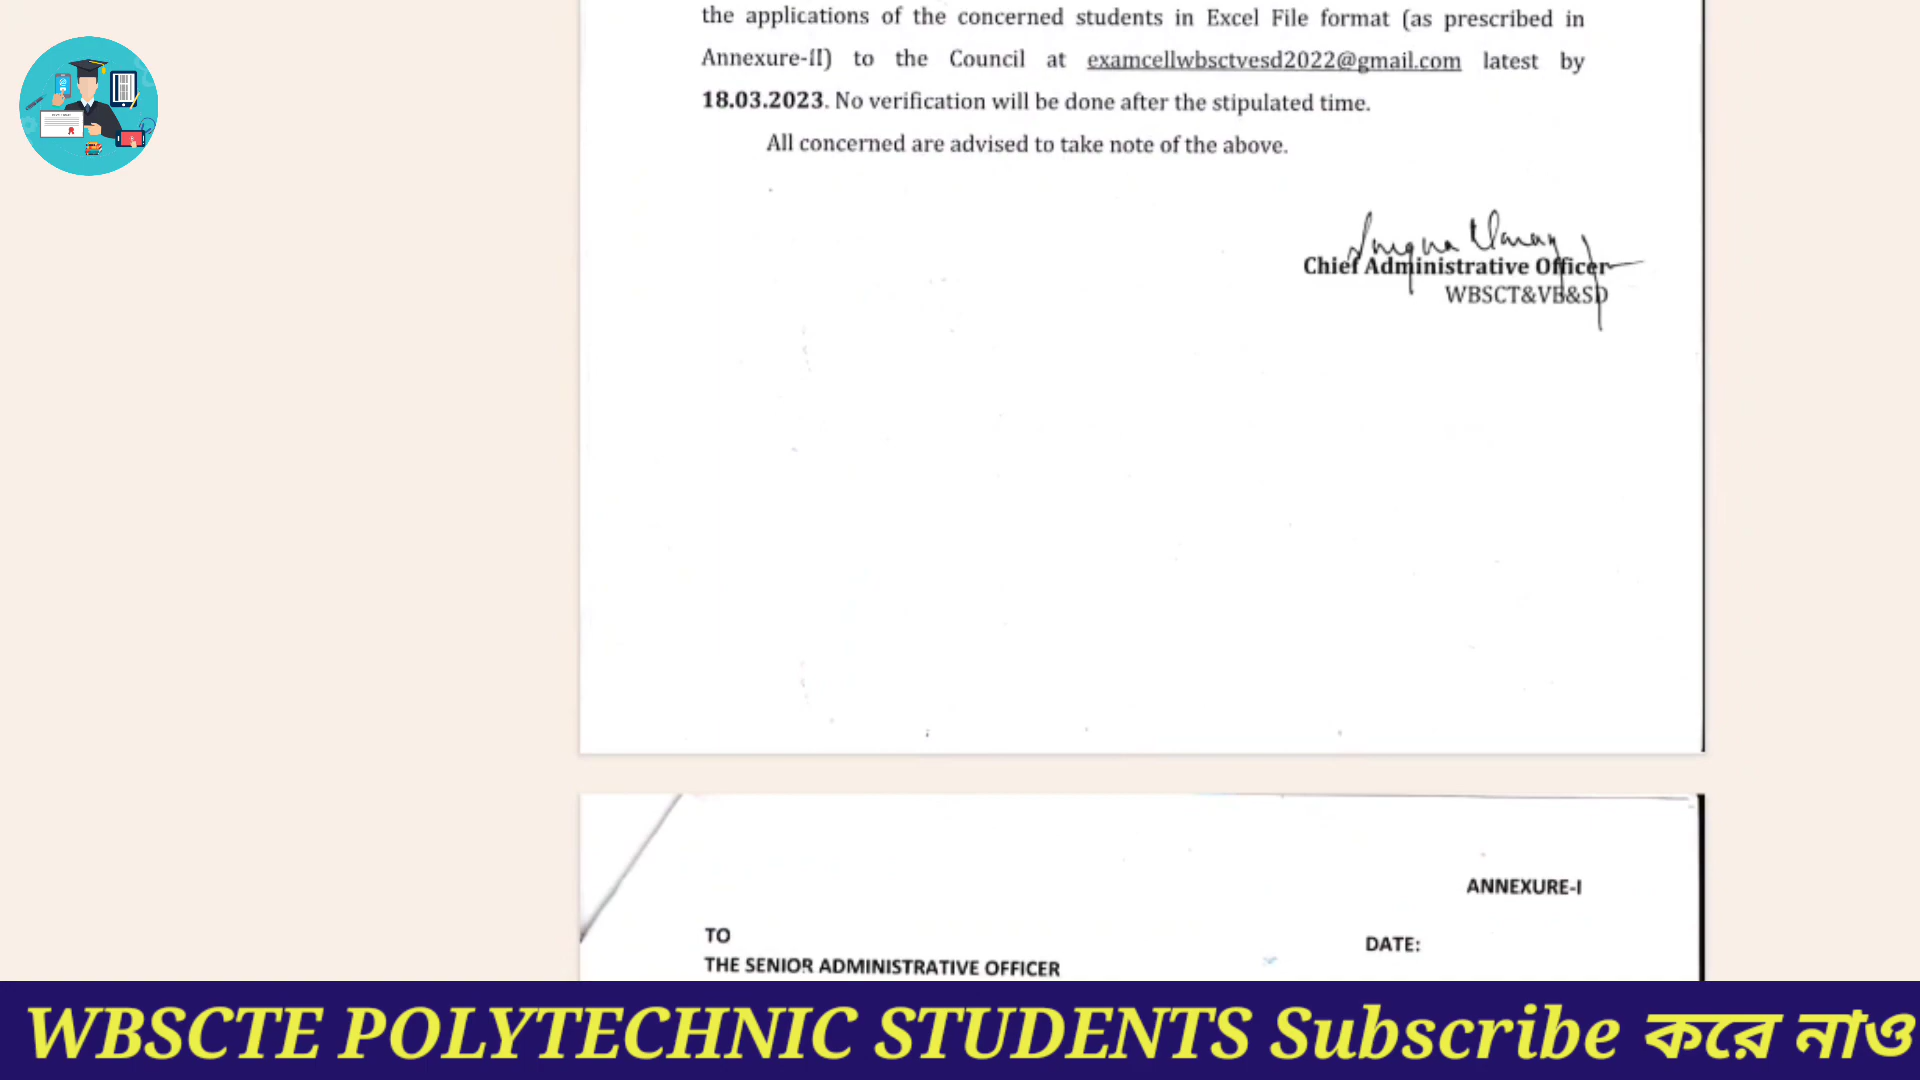 the applications of the concerned students in Excel File format (as prescribed in
Annexure-II) to the Council at examcellwbsctvesd2022@gmail.com latest by
18.03.2023. No verification will be done after the stipulated time.
All concerned are advised to take note of the above.
Chief Administrative Officer
WBSCT&VE&SD
ANNEXURE-I
TO
DATE:
THE SENIOR ADMINISTRATIVE OFFICER
WBSCTE POLYTECHNIC STUDENTS Subscribe করে নাও